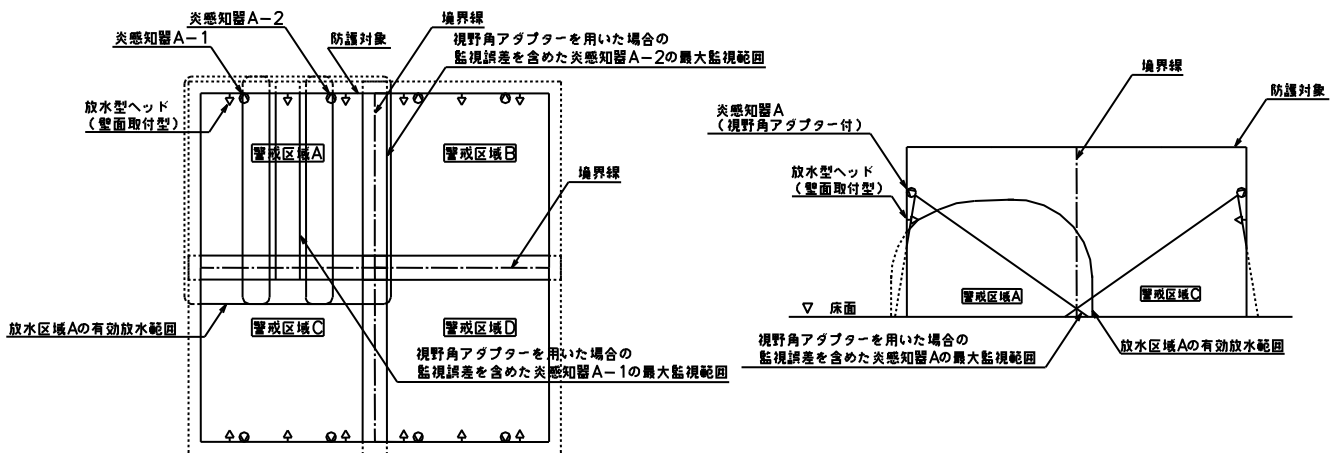 炎感知器A-2
境界線
炎感知器A-1
防護対象
視野角アダプターを用いた場合の
監視誤差を含めた炎感知器A-2の最大監視範囲
放水型ヘッド
(壁面取付型)
警戒区域A
警戒区域B
境界線
放水区域Aの有効放水範囲
警戒区域C
警戒区域D
視野角アダプターを用いた場合の
監視誤差を含めた炎感知器A-1の最大監視範囲
境界線
防護対象
炎感知器A
(視野角アダプター付)
放水型ヘッド
(壁面取付型)
警戒区域A
警戒区域C
▽ 床面
視野角アダプターを用いた場合の
監視誤差を含めた炎感知器Aの最大監視範囲
放水区域Aの有効放水範囲